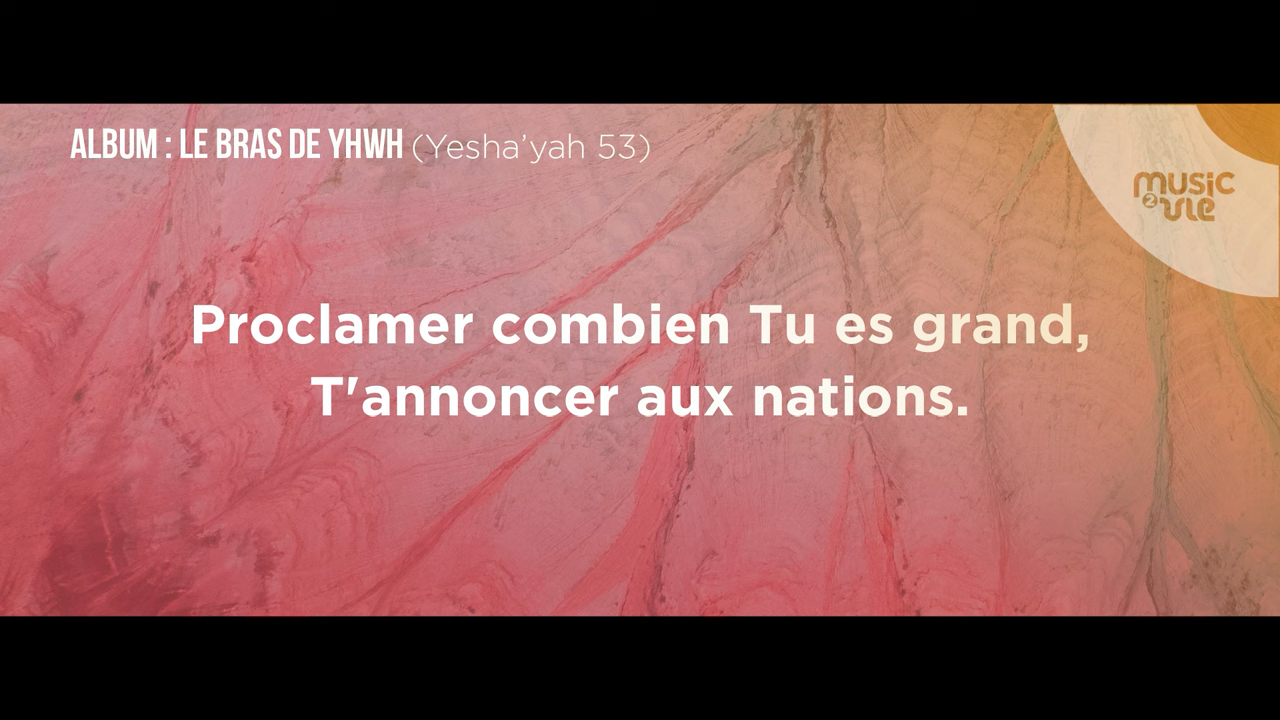 ALBUM : LE BRAS DE YHWH (Yesha’yah 53)
music
2 vie
Proclamer combien Tu es grand,
T'annoncer aux nations.